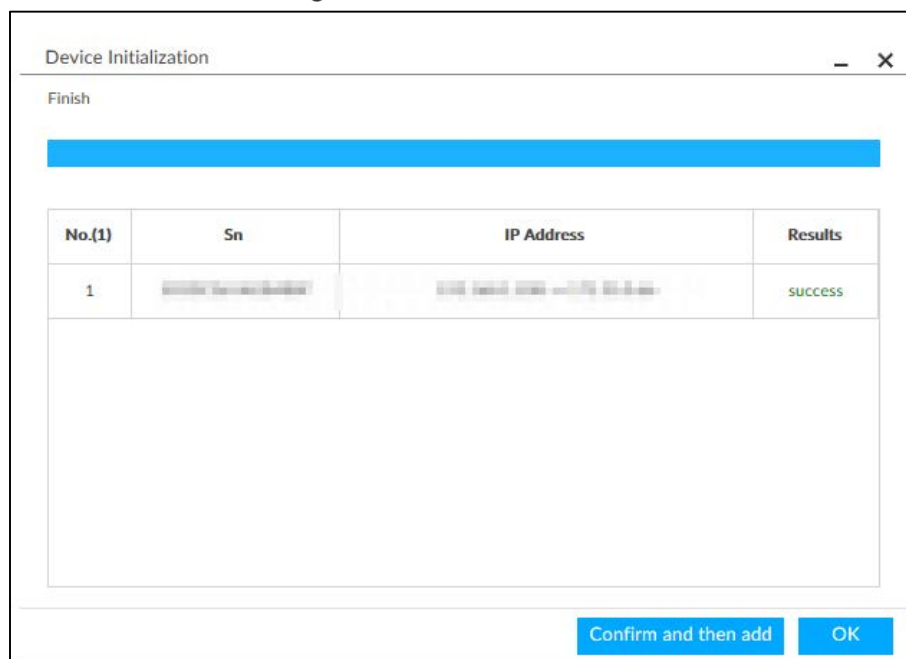 Device Initialization
Finish
No.(1) Sn IP Address Results
1 success
Confirm and then add OK